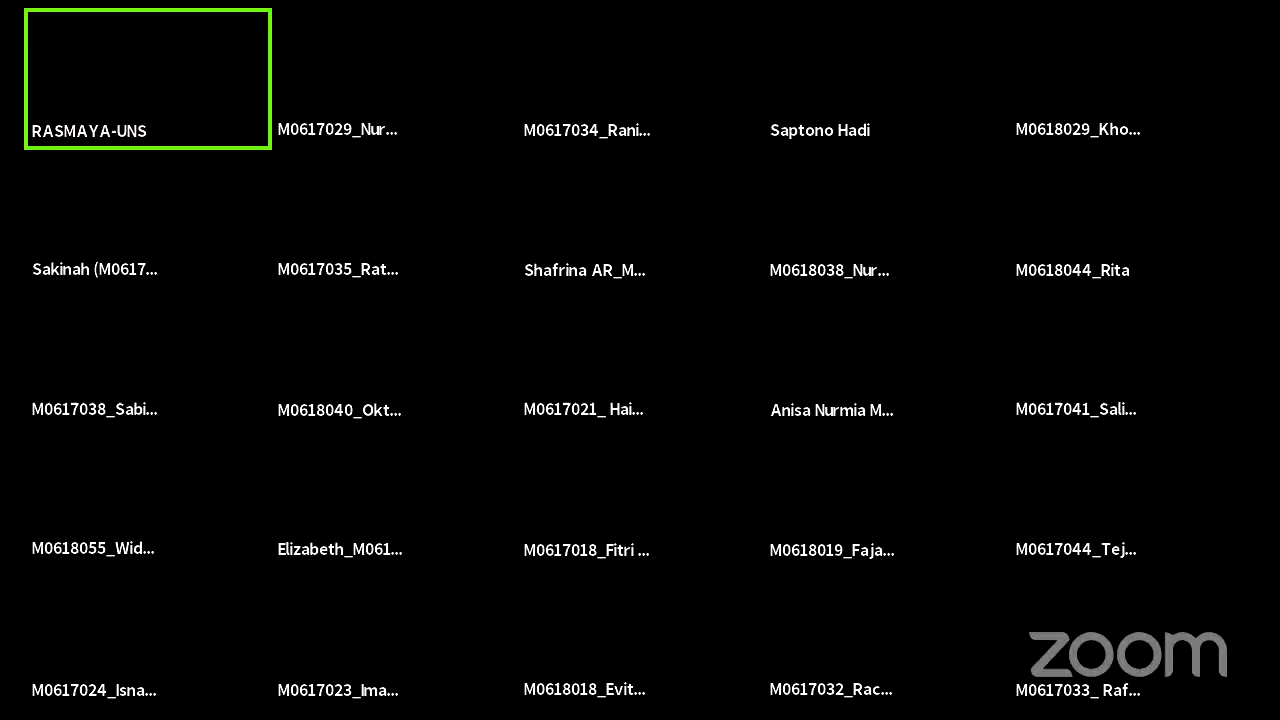 RASMAYA-UNS
M0617029_Nur...
M0617034_Rani...
Saptono Hadi
M0618029_Kho...
Sakinah (M0617...
M0617035_Rat...
Shafrina AR_M...
M0618038_Nur...
M0618044_Rita
M0617038_Sabi...
M0618040_Okt...
M0617021_ Hai...
Anisa Nurmia M...
M0617041_Sali...
M0618055_Wid...
Elizabeth_M061...
M0617018_Fitri ...
M0618019_Faja...
M0617044_Tej...
zoom
M0617024_Isna...
M0617023_Ima...
M0618018_Evit...
M0617032_Rac...
M0617033_ Raf...